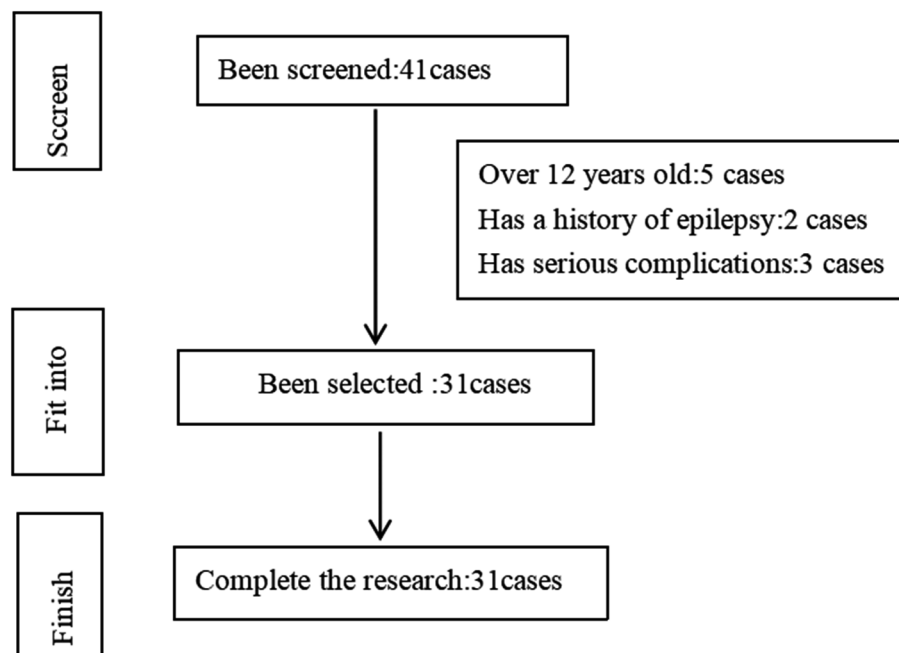 Sccreen
Been screened:41cases
Over 12 years old:5 cases
Has a history of epilepsy:2 cases
Has serious complications:3 cases
Fit into
Been selected :31cases
Finish
Complete the research:31cases